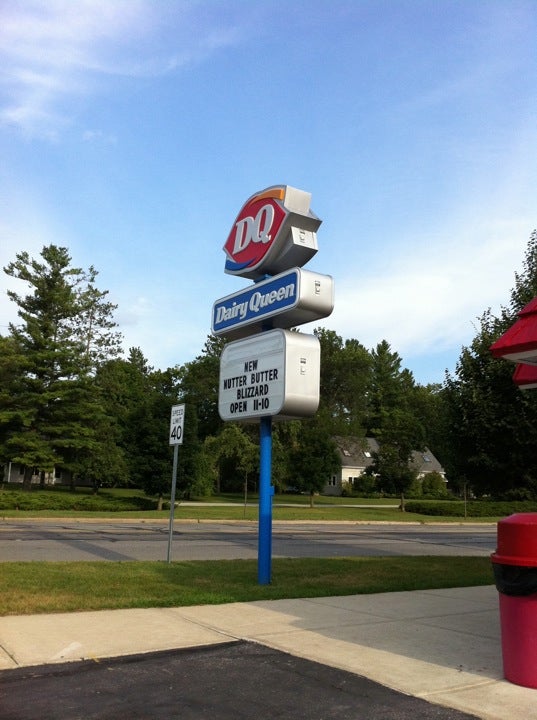 DQ
Dairy Queen
NEW
NUTTER BUTTER
BLIZZARD
OPEN 11-10
SPEED
LIMIT
40